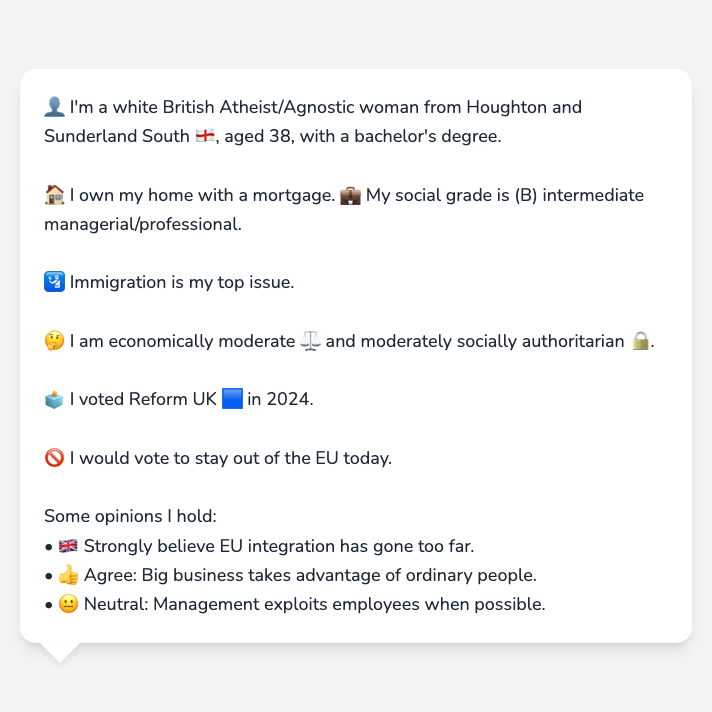 👤 I'm a white British Atheist/Agnostic woman from Houghton and
Sunderland South 🏴󠁧󠁢󠁥󠁮󠁧󠁿, aged 38, with a bachelor's degree.
🏠 I own my home with a mortgage. 💼 My social grade is (B) intermediate
managerial/professional.
🛂 Immigration is my top issue.
🤔 I am economically moderate ⚖️ and moderately socially authoritarian 🔒.
🗳️ I voted Reform UK 🟦 in 2024.
🚫 I would vote to stay out of the EU today.
Some opinions I hold:
• 🇬🇧 Strongly believe EU integration has gone too far.
• 👍 Agree: Big business takes advantage of ordinary people.
• 😐 Neutral: Management exploits employees when possible.